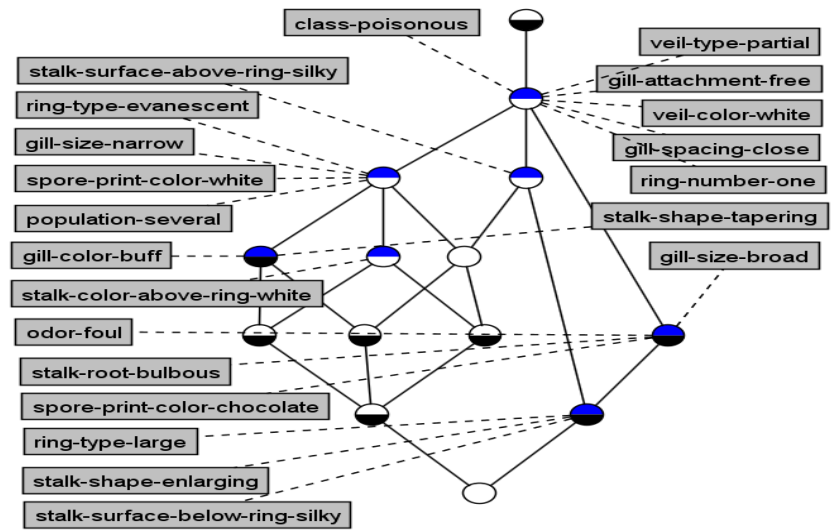 class-poisonous
veil-type-partial
stalk-surface-above-ring-silky
gill-attachment-free
ring-type-evanescent
veil-color-white
gill-size-narrow
gill-spacing-close
spore-print-color-white
ring-number-one
population-several
stalk-shape-tapering
gill-color-buff
gill-size-broad
stalk-color-above-ring-white
odor-foul
stalk-root-bulbous
spore-print-color-chocolate
ring-type-large
stalk-shape-enlarging
stalk-surface-below-ring-silky